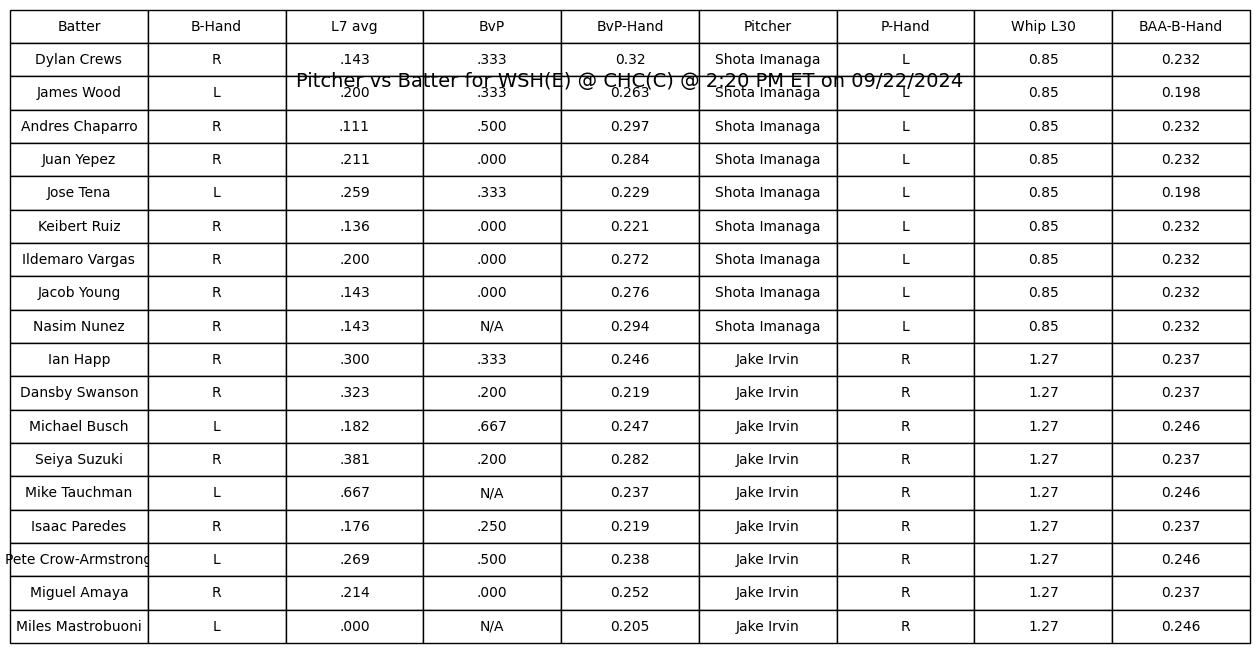 Batter B-Hand L7 avg BvP BvP-Hand Pitcher P-Hand Whip L30 BAA-B-Hand
Dylan Crews R .143 .333 0.32 Shota Imanaga L 0.85 0.232
Pitcher vs Batter for WSH(E) @ CHC(C) @ 2:20 PM ET on 09/22/2024
James Wood L .200 .333 0.263 Shota Imanaga L 0.85 0.198
Andres Chaparro R .111 .500 0.297 Shota Imanaga L 0.85 0.232
Juan Yepez R .211 .000 0.284 Shota Imanaga L 0.85 0.232
Jose Tena L .259 .333 0.229 Shota Imanaga L 0.85 0.198
Keibert Ruiz R .136 .000 0.221 Shota Imanaga L 0.85 0.232
Ildemaro Vargas R .200 .000 0.272 Shota Imanaga L 0.85 0.232
Jacob Young R .143 .000 0.276 Shota Imanaga L 0.85 0.232
Nasim Nunez R .143 N/A 0.294 Shota Imanaga L 0.85 0.232
Ian Happ R .300 .333 0.246 Jake Irvin R 1.27 0.237
Dansby Swanson R .323 .200 0.219 Jake Irvin R 1.27 0.237
Michael Busch L .182 .667 0.247 Jake Irvin R 1.27 0.246
Seiya Suzuki R .381 .200 0.282 Jake Irvin R 1.27 0.237
Mike Tauchman L .667 N/A 0.237 Jake Irvin R 1.27 0.246
Isaac Paredes R .176 .250 0.219 Jake Irvin R 1.27 0.237
Pete Crow-Armstrong L .269 .500 0.238 Jake Irvin R 1.27 0.246
Miguel Amaya R .214 .000 0.252 Jake Irvin R 1.27 0.237
Miles Mastrobuoni L .000 N/A 0.205 Jake Irvin R 1.27 0.246